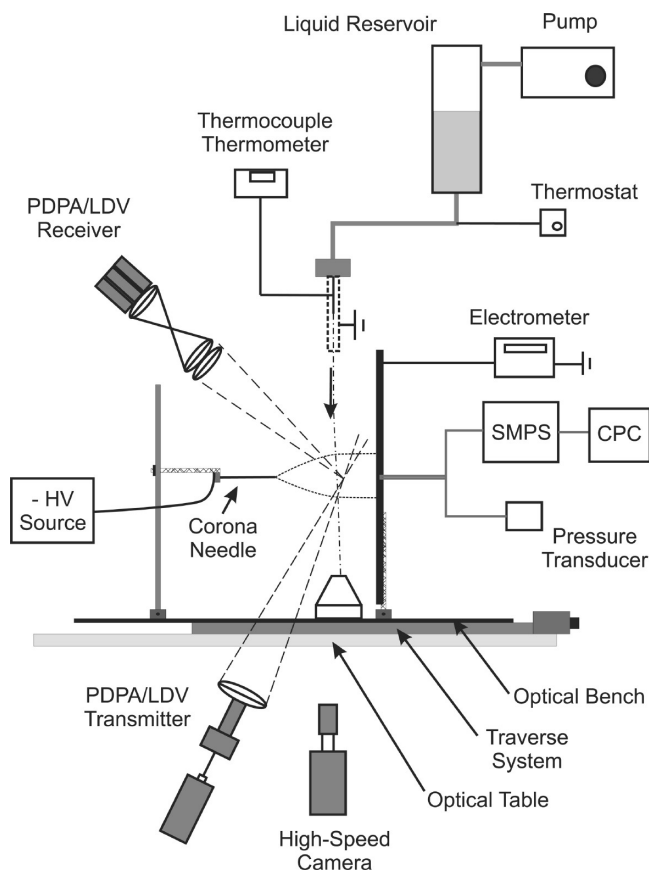 Liquid Reservoir
Pump
Thermocouple
Thermometer
Thermostat
PDPA/LDV
Receiver
Electrometer
SMPS
CPC
- HV
Source
Corona
Needle
Pressure
Transducer
PDPA/LDV
Transmitter
Optical Bench
Traverse
System
Optical Table
High-Speed
Camera